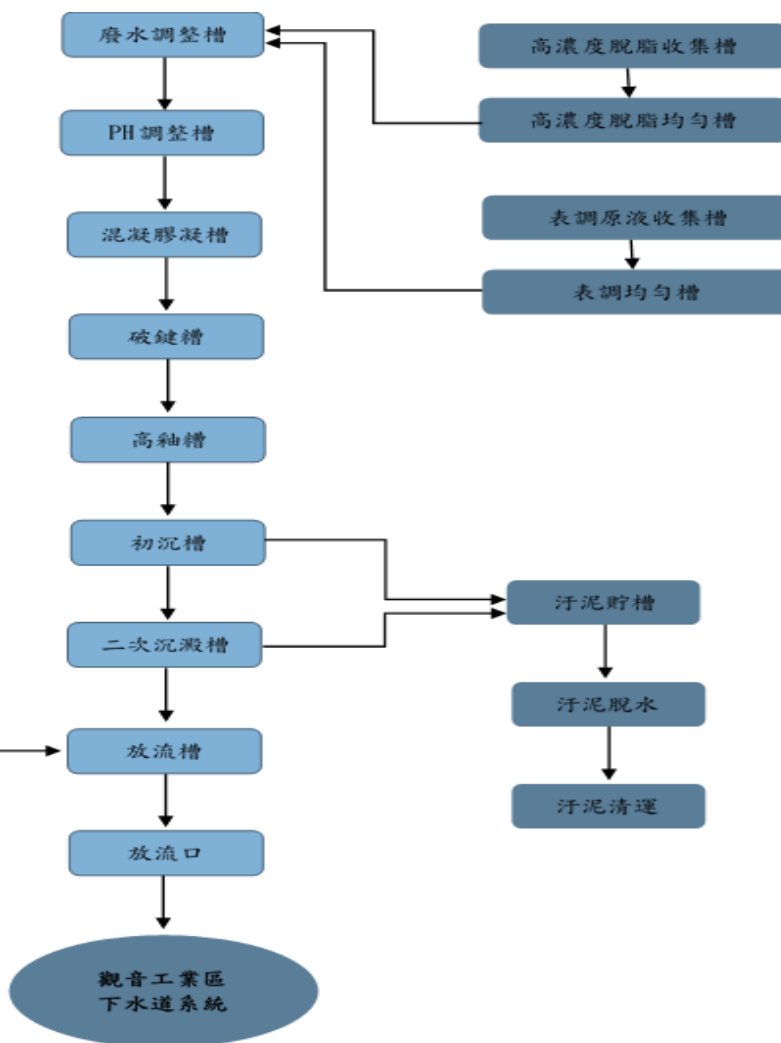 廢水調整槽
PH調整槽
混凝膠凝槽
破鍵糟
高釉糟
初沉槽
二次沉澱槽
放流槽
放流口
觀音工業區
下水道系統
高濃度脫脂收集槽
高濃度脫脂均勻槽
表調原液收集槽
表調均勻槽
汙泥貯槽
汙泥脫水
汙泥清運